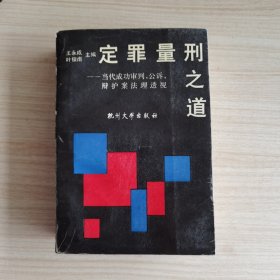 王永成
叶俊南 主编
定罪量刑之道
——当代成功审判、公诉、
辩护案法理透视
杭州大学出版社